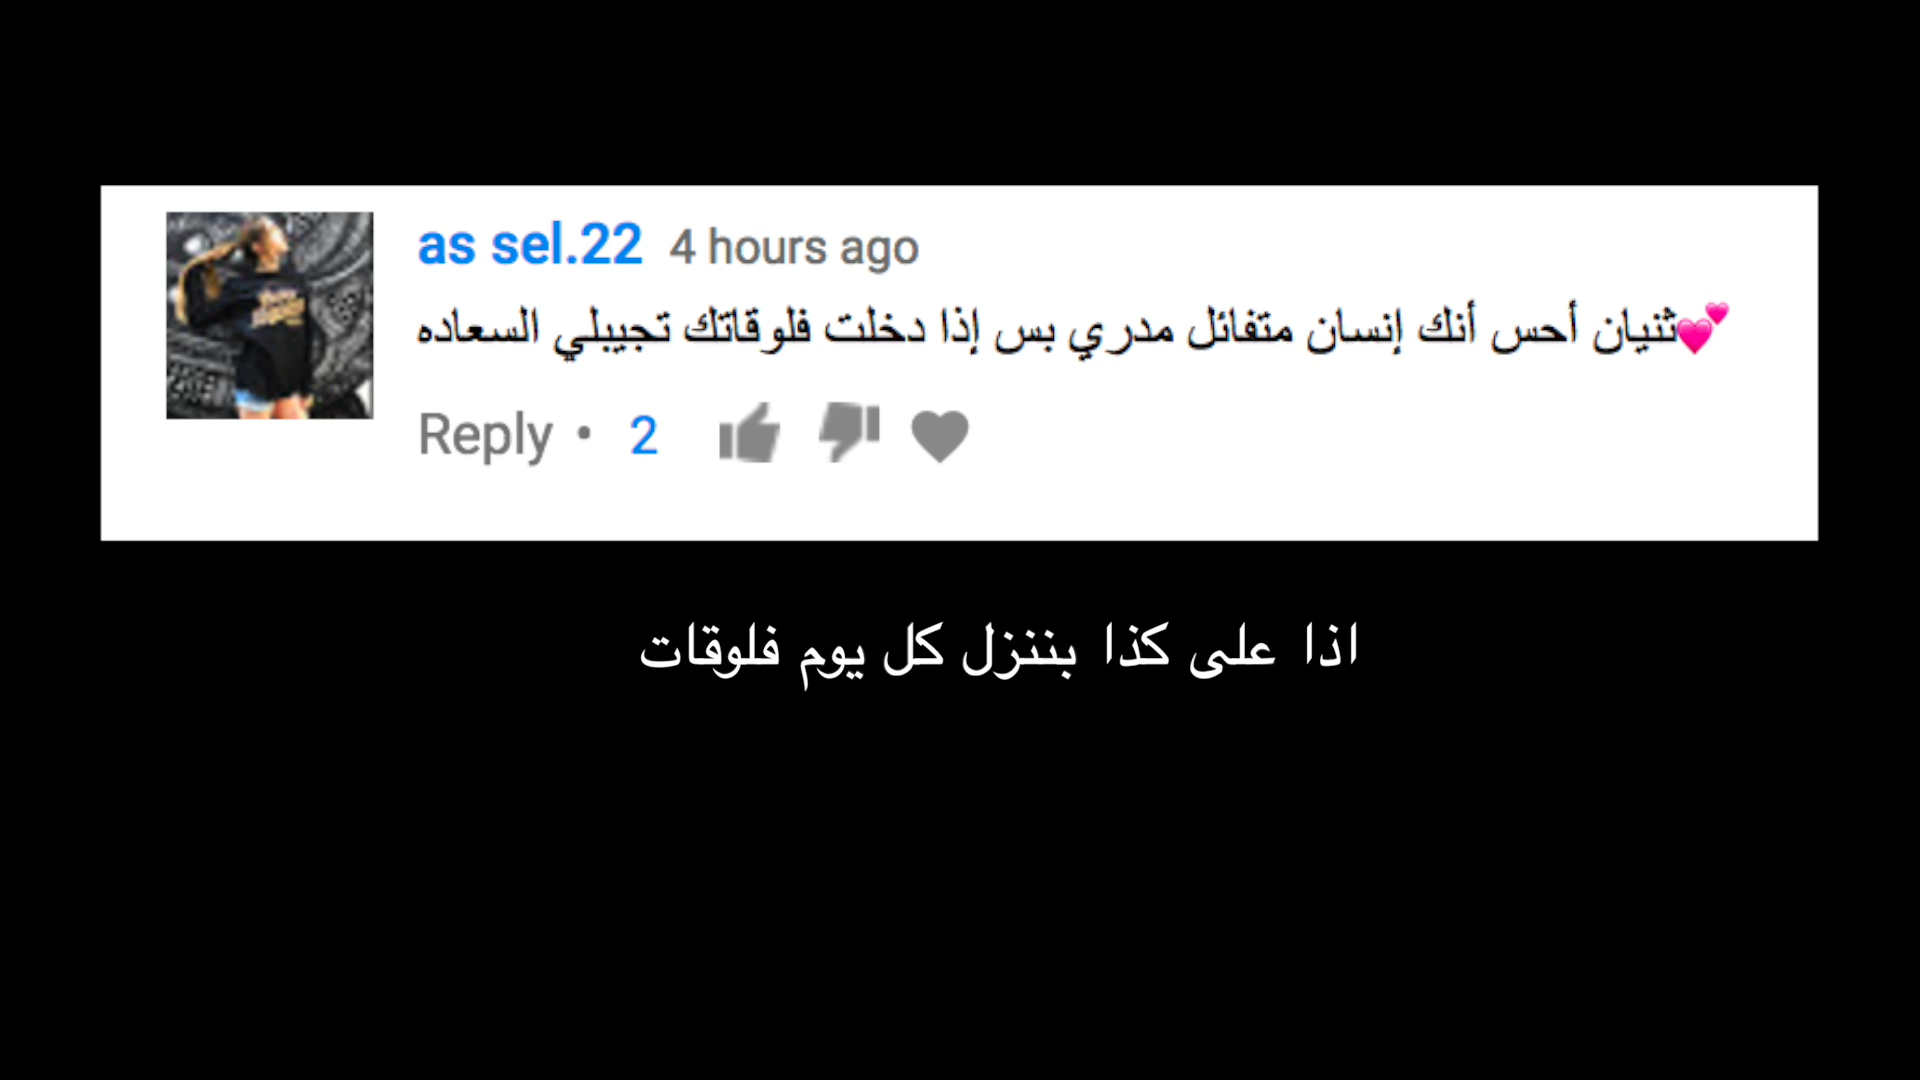 as sel.22 4 hours ago
💕ثنيان أحس أنك إنسان متفائل مدري بس إذا دخلت فلوقاتك تجيبلي السعاده
Reply • 2
اذا على كذا بننزل كل يوم فلوقات